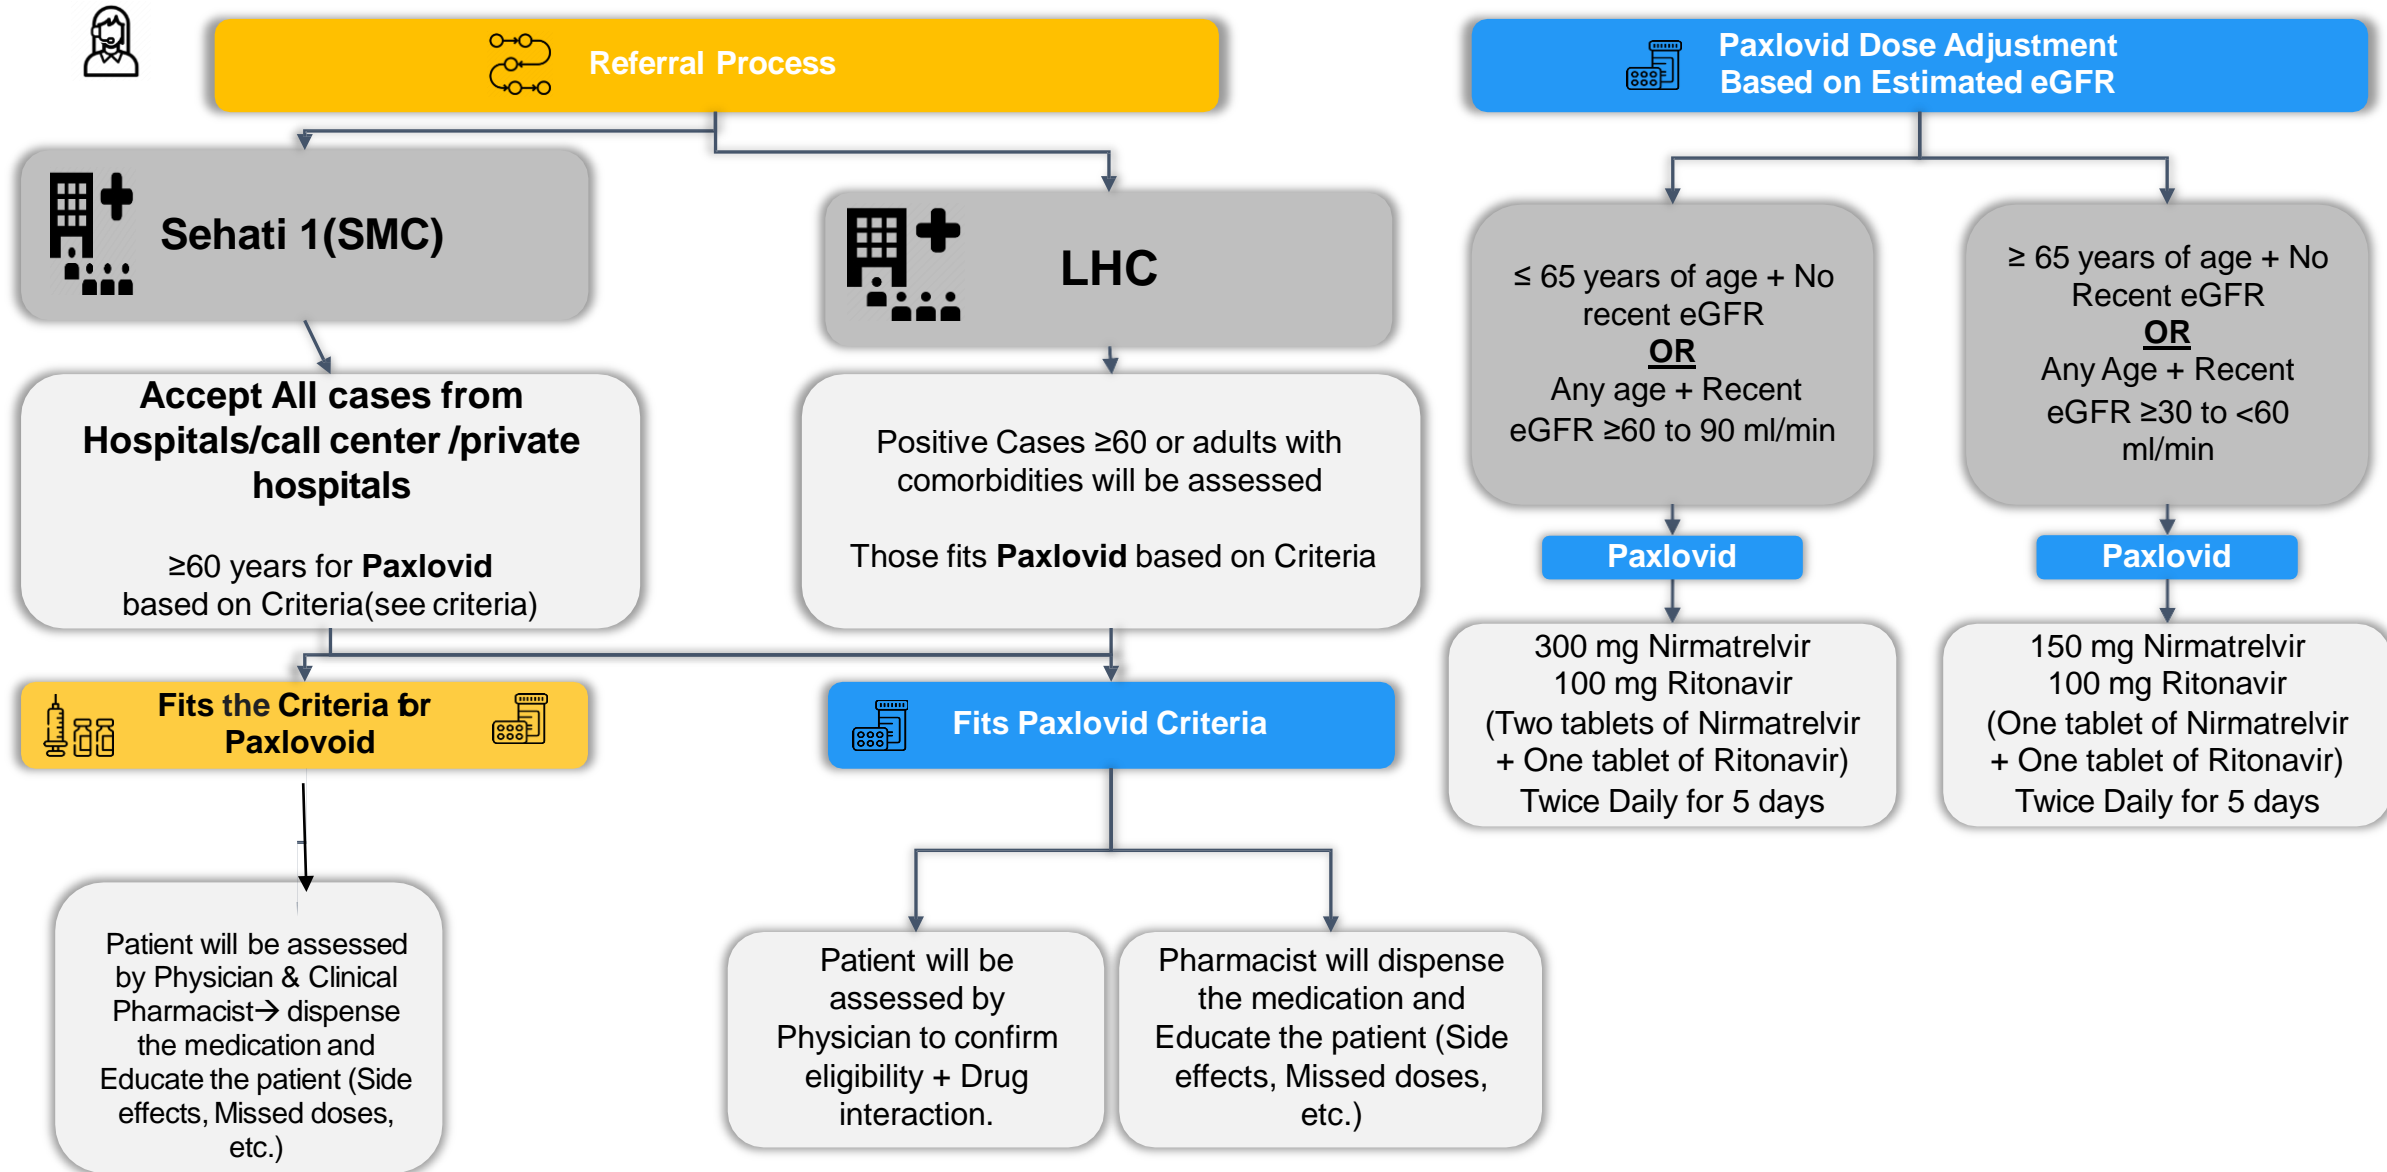 Referral Process
Paxlovid Dose Adjustment
Based on Estimated eGFR
Sehati 1(SMC)
LHC
Accept All cases from
Hospitals/call center /private
hospitals
≥60 years for Paxlovid
based on Criteria(see criteria)
Positive Cases ≥60 or adults with
comorbidities will be assessed
Those fits Paxlovid based on Criteria
≤ 65 years of age + No
recent eGFR
OR
Any age + Recent
eGFR ≥60 to 90 ml/min
≥ 65 years of age + No
Recent eGFR
OR
Any Age + Recent
eGFR ≥30 to <60
ml/min
Paxlovid
Paxlovid
300 mg Nirmatrelvir
100 mg Ritonavir
(Two tablets of Nirmatrelvir
+ One tablet of Ritonavir)
Twice Daily for 5 days
150 mg Nirmatrelvir
100 mg Ritonavir
(One tablet of Nirmatrelvir
+ One tablet of Ritonavir)
Twice Daily for 5 days
Fits the Criteria for
Paxlovoid
Fits Paxlovid Criteria
Patient will be assessed
by Physician & Clinical
Pharmacist→ dispense
the medication and
Educate the patient (Side
effects, Missed doses,
etc.)
Patient will be
assessed by
Physician to confirm
eligibility + Drug
interaction.
Pharmacist will dispense
the medication and
Educate the patient (Side
effects, Missed doses,
etc.)